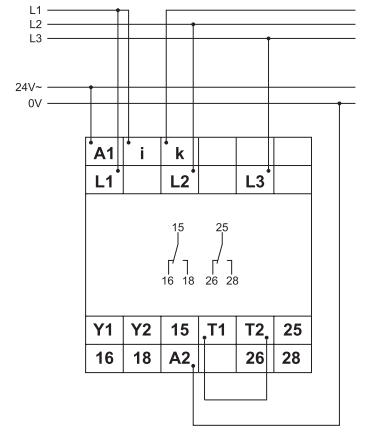 L1
L2
L3
24V~
0V
A1 i k
L1 L2 L3
15 25
16 18 26 28
Y1 Y2 15 T1 T2 25
16 18 A2 26 28